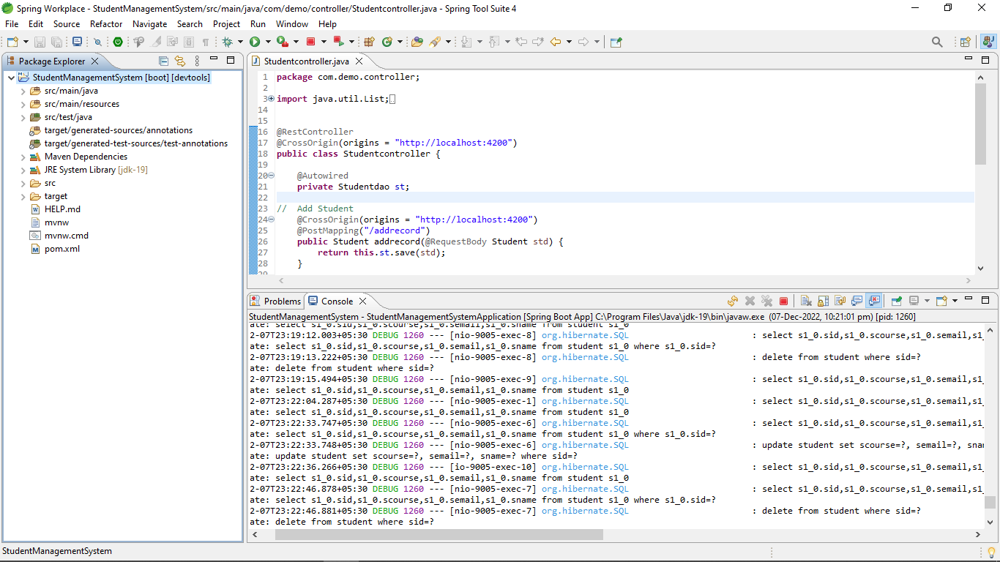 Spring Workplace - StudentManagementSystem/src/main/java/com/demo/controller/Studentcontroller.java - Spring Tool Suite 4
File Edit Source Refactor Navigate Search Project Run Window Help
Package Explorer
StudentManagementSystem [boot] [devtools]
src/main/java
src/main/resources
src/test/java
target/generated-sources/annotations
target/generated-test-sources/test-annotations
Maven Dependencies
JRE System Library [jdk-19]
src
target
HELP.md
mvnw
mvnw.cmd
pom.xml
Studentcontroller.java
1 package com.demo.controller;
2
3 import java.util.List;
14
15
16 @RestController
17 @CrossOrigin(origins = "http://localhost:4200")
18 public class Studentcontroller {
19
20 @Autowired
21 private Studentdao st;
22
23 // Add Student
24 @CrossOrigin(origins = "http://localhost:4200")
25 @PostMapping("/addrecord")
26 public Student addrecord(@RequestBody Student std) {
27 return this.st.save(std);
28 }
29
Problems Console
StudentManagementSystem - StudentManagementSystemApplication [Spring Boot App] C:\Program Files\Java\jdk-19\bin\javaw.exe (07-Dec-2022, 10:21:01 pm) [pid: 1260]
ate: select s1_0.sid,s1_0.scourse,s1_0.semail,s1_0.sname from student s1_0
2-07T23:19:12.003+05:30 DEBUG 1260 --- [nio-9005-exec-8] org.hibernate.SQL : select s1_0.sid,s1_0.scourse,s1_0.semail,s1_
ate: select s1_0.sid,s1_0.scourse,s1_0.semail,s1_0.sname from student s1_0 where s1_0.sid=?
2-07T23:19:13.222+05:30 DEBUG 1260 --- [nio-9005-exec-8] org.hibernate.SQL : delete from student where sid=?
ate: delete from student where sid=?
2-07T23:19:15.494+05:30 DEBUG 1260 --- [nio-9005-exec-9] org.hibernate.SQL : select s1_0.sid,s1_0.scourse,s1_0.semail,s1_
ate: select s1_0.sid,s1_0.scourse,s1_0.semail,s1_0.sname from student s1_0
2-07T23:22:04.287+05:30 DEBUG 1260 --- [nio-9005-exec-1] org.hibernate.SQL : select s1_0.sid,s1_0.scourse,s1_0.semail,s1_
ate: select s1_0.sid,s1_0.scourse,s1_0.semail,s1_0.sname from student s1_0
2-07T23:22:33.747+05:30 DEBUG 1260 --- [nio-9005-exec-6] org.hibernate.SQL : select s1_0.sid,s1_0.scourse,s1_0.semail,s1_
ate: select s1_0.sid,s1_0.scourse,s1_0.semail,s1_0.sname from student s1_0 where s1_0.sid=?
2-07T23:22:33.748+05:30 DEBUG 1260 --- [nio-9005-exec-6] org.hibernate.SQL : update student set scourse=?, semail=?, sna
ate: update student set scourse=?, semail=?, sname=? where sid=?
2-07T23:22:36.266+05:30 DEBUG 1260 --- [io-9005-exec-10] org.hibernate.SQL : select s1_0.sid,s1_0.scourse,s1_0.semail,s1_
ate: select s1_0.sid,s1_0.scourse,s1_0.semail,s1_0.sname from student s1_0
2-07T23:22:46.878+05:30 DEBUG 1260 --- [nio-9005-exec-7] org.hibernate.SQL : select s1_0.sid,s1_0.scourse,s1_0.semail,s1_
ate: select s1_0.sid,s1_0.scourse,s1_0.semail,s1_0.sname from student s1_0 where s1_0.sid=?
2-07T23:22:46.881+05:30 DEBUG 1260 --- [nio-9005-exec-7] org.hibernate.SQL : delete from student where sid=?
ate: delete from student where sid=?
StudentManagementSystem